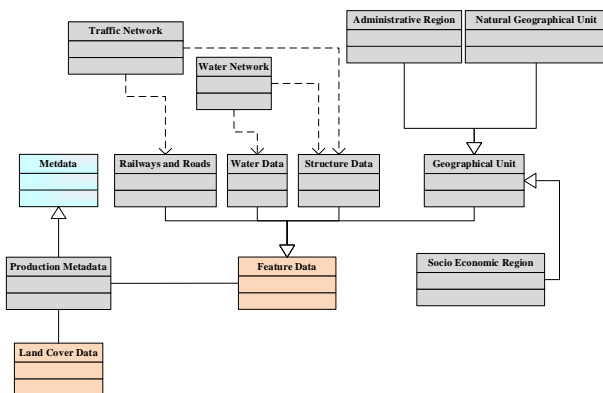 Administrative Region
Natural Geographical Unit
Traffic Network
Water Network
Metdata
Railways and Roads
Water Data
Structure Data
Geographical Unit
Production Metadata
Feature Data
Socio Economic Region
Land Cover Data